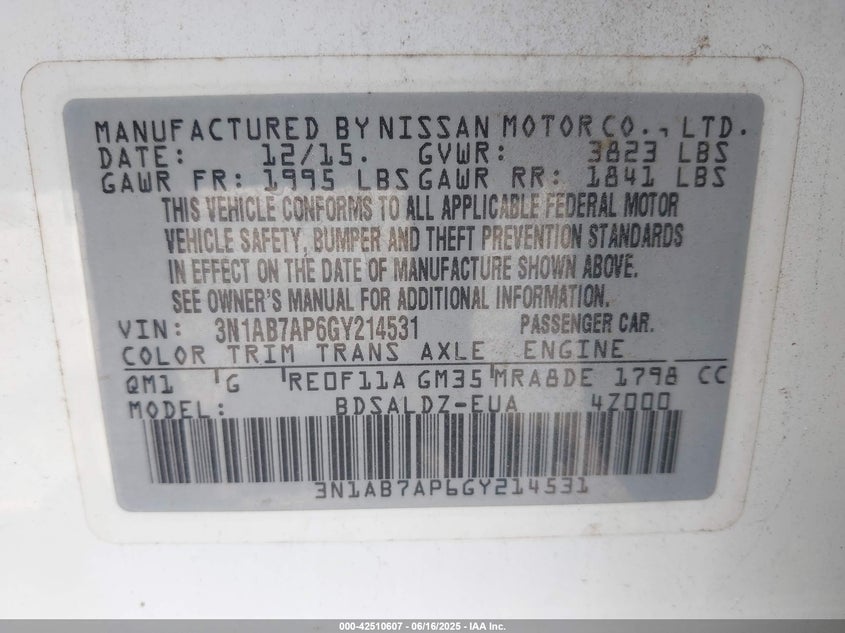 MANUFACTURED BY NISSAN MOTOR CO., LTD.
DATE: 12/15. GVWR: 3823 LBS
GAWR FR: 1995 LBS GAWR RR: 1841 LBS
THIS VEHICLE CONFORMS TO ALL APPLICABLE FEDERAL MOTOR
VEHICLE SAFETY, BUMPER AND THEFT PREVENTION STANDARDS
IN EFFECT ON THE DATE OF MANUFACTURE SHOWN ABOVE.
SEE OWNER'S MANUAL FOR ADDITIONAL INFORMATION.
VIN: 3N1AB7AP6GY214531 PASSENGER CAR.
COLOR TRIM TRANS AXLE ENGINE
QM1 G RE0F11A GM35 MRA8DE 1798 CC
MODEL: BDSALDZ-EUA 4Z000
3N1AB7AP6GY214531
000-42510607 / 06/16/2025 - IAA Inc.